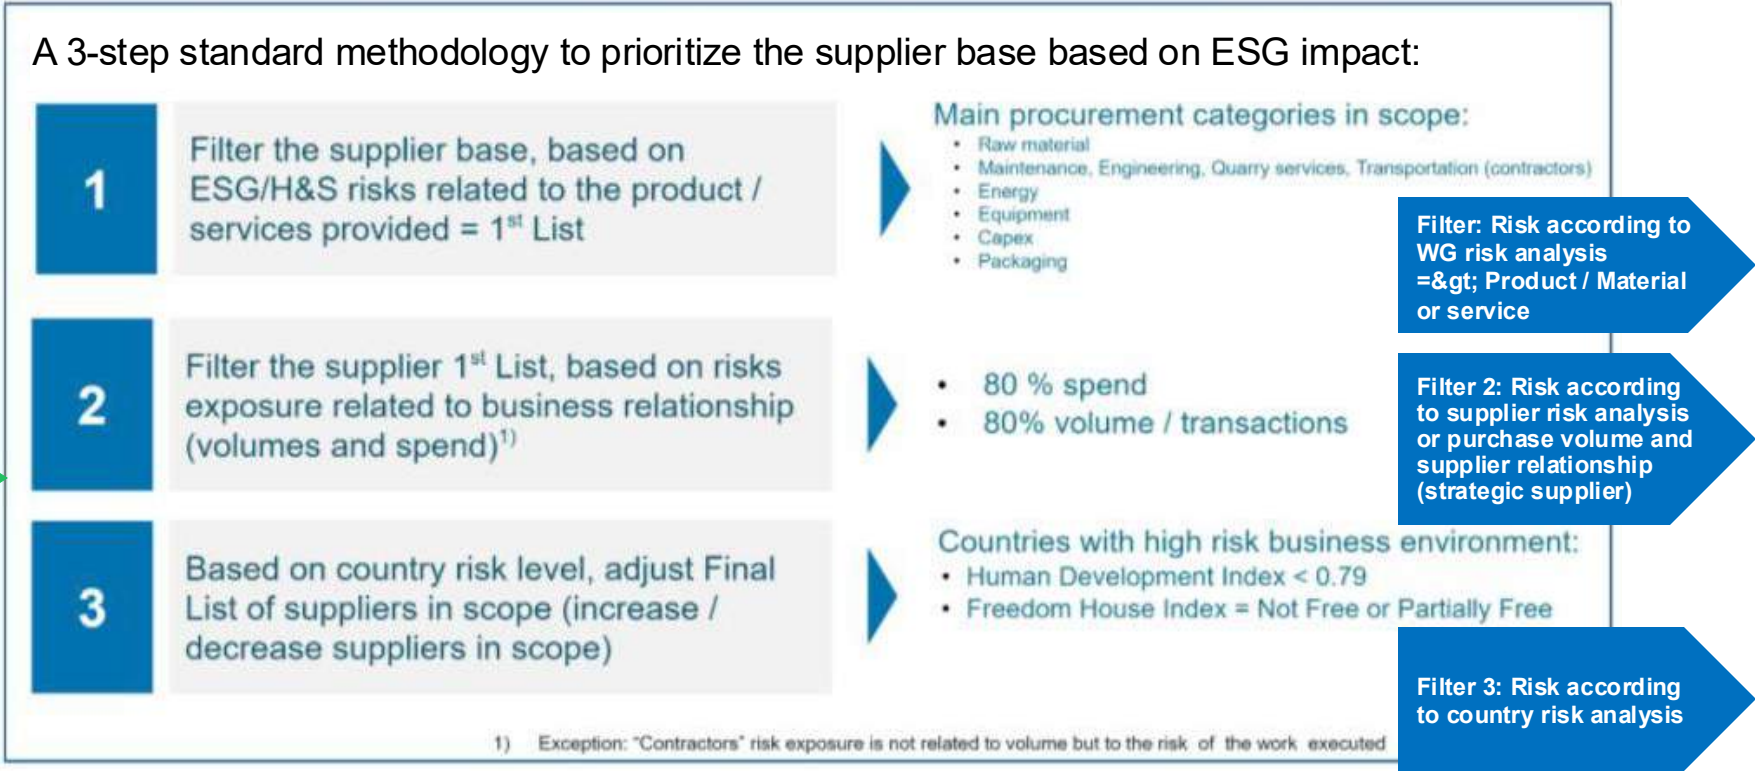 A 3-step standard methodology to prioritize the supplier base based on ESG impact:
1
Filter the supplier base, based on
ESG/H&S risks related to the product /
services provided = 1st List
Main procurement categories in scope:
• Raw material
• Maintenance, Engineering, Quarry services, Transportation (contractors)
• Energy
• Equipment
• Capex
• Packaging
Filter: Risk according to
WG risk analysis
=&gt; Product / Material
or service
2
Filter the supplier 1st List, based on risks
exposure related to business relationship
(volumes and spend)1)
• 80 % spend
• 80% volume / transactions
Filter 2: Risk according
to supplier risk analysis
or purchase volume and
supplier relationship
(strategic supplier)
3
Based on country risk level, adjust Final
List of suppliers in scope (increase /
decrease suppliers in scope)
Countries with high risk business environment:
• Human Development Index < 0.79
• Freedom House Index = Not Free or Partially Free
Filter 3: Risk according
to country risk analysis
1) Exception: "Contractors" risk exposure is not related to volume but to the risk of the work executed